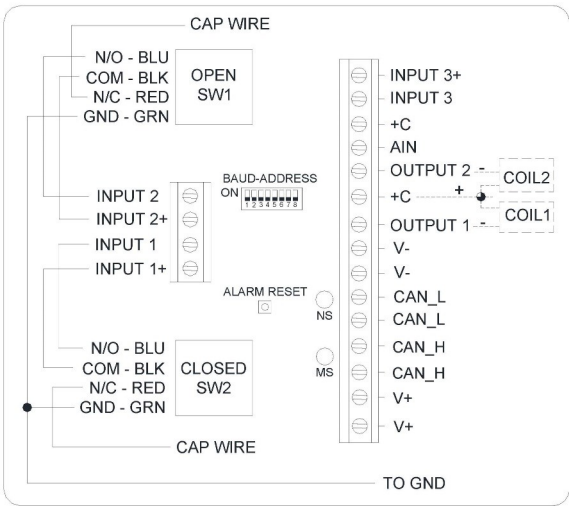 CAP WIRE
N/O - BLU
COM - BLK
N/C - RED
GND - GRN
OPEN
SW1
INPUT 2
INPUT 2+
INPUT 1
INPUT 1+
BAUD-ADDRESS
ON
1 2 3 4 5 6 7 8
ALARM RESET
NS
MS
N/O - BLU
COM - BLK
N/C - RED
GND - GRN
CLOSED
SW2
CAP WIRE
TO GND
INPUT 3+
INPUT 3
+C
AIN
OUTPUT 2 -
+C +
OUTPUT 1 -
COIL2
COIL1
V-
V-
CAN_L
CAN_L
CAN_H
CAN_H
V+
V+